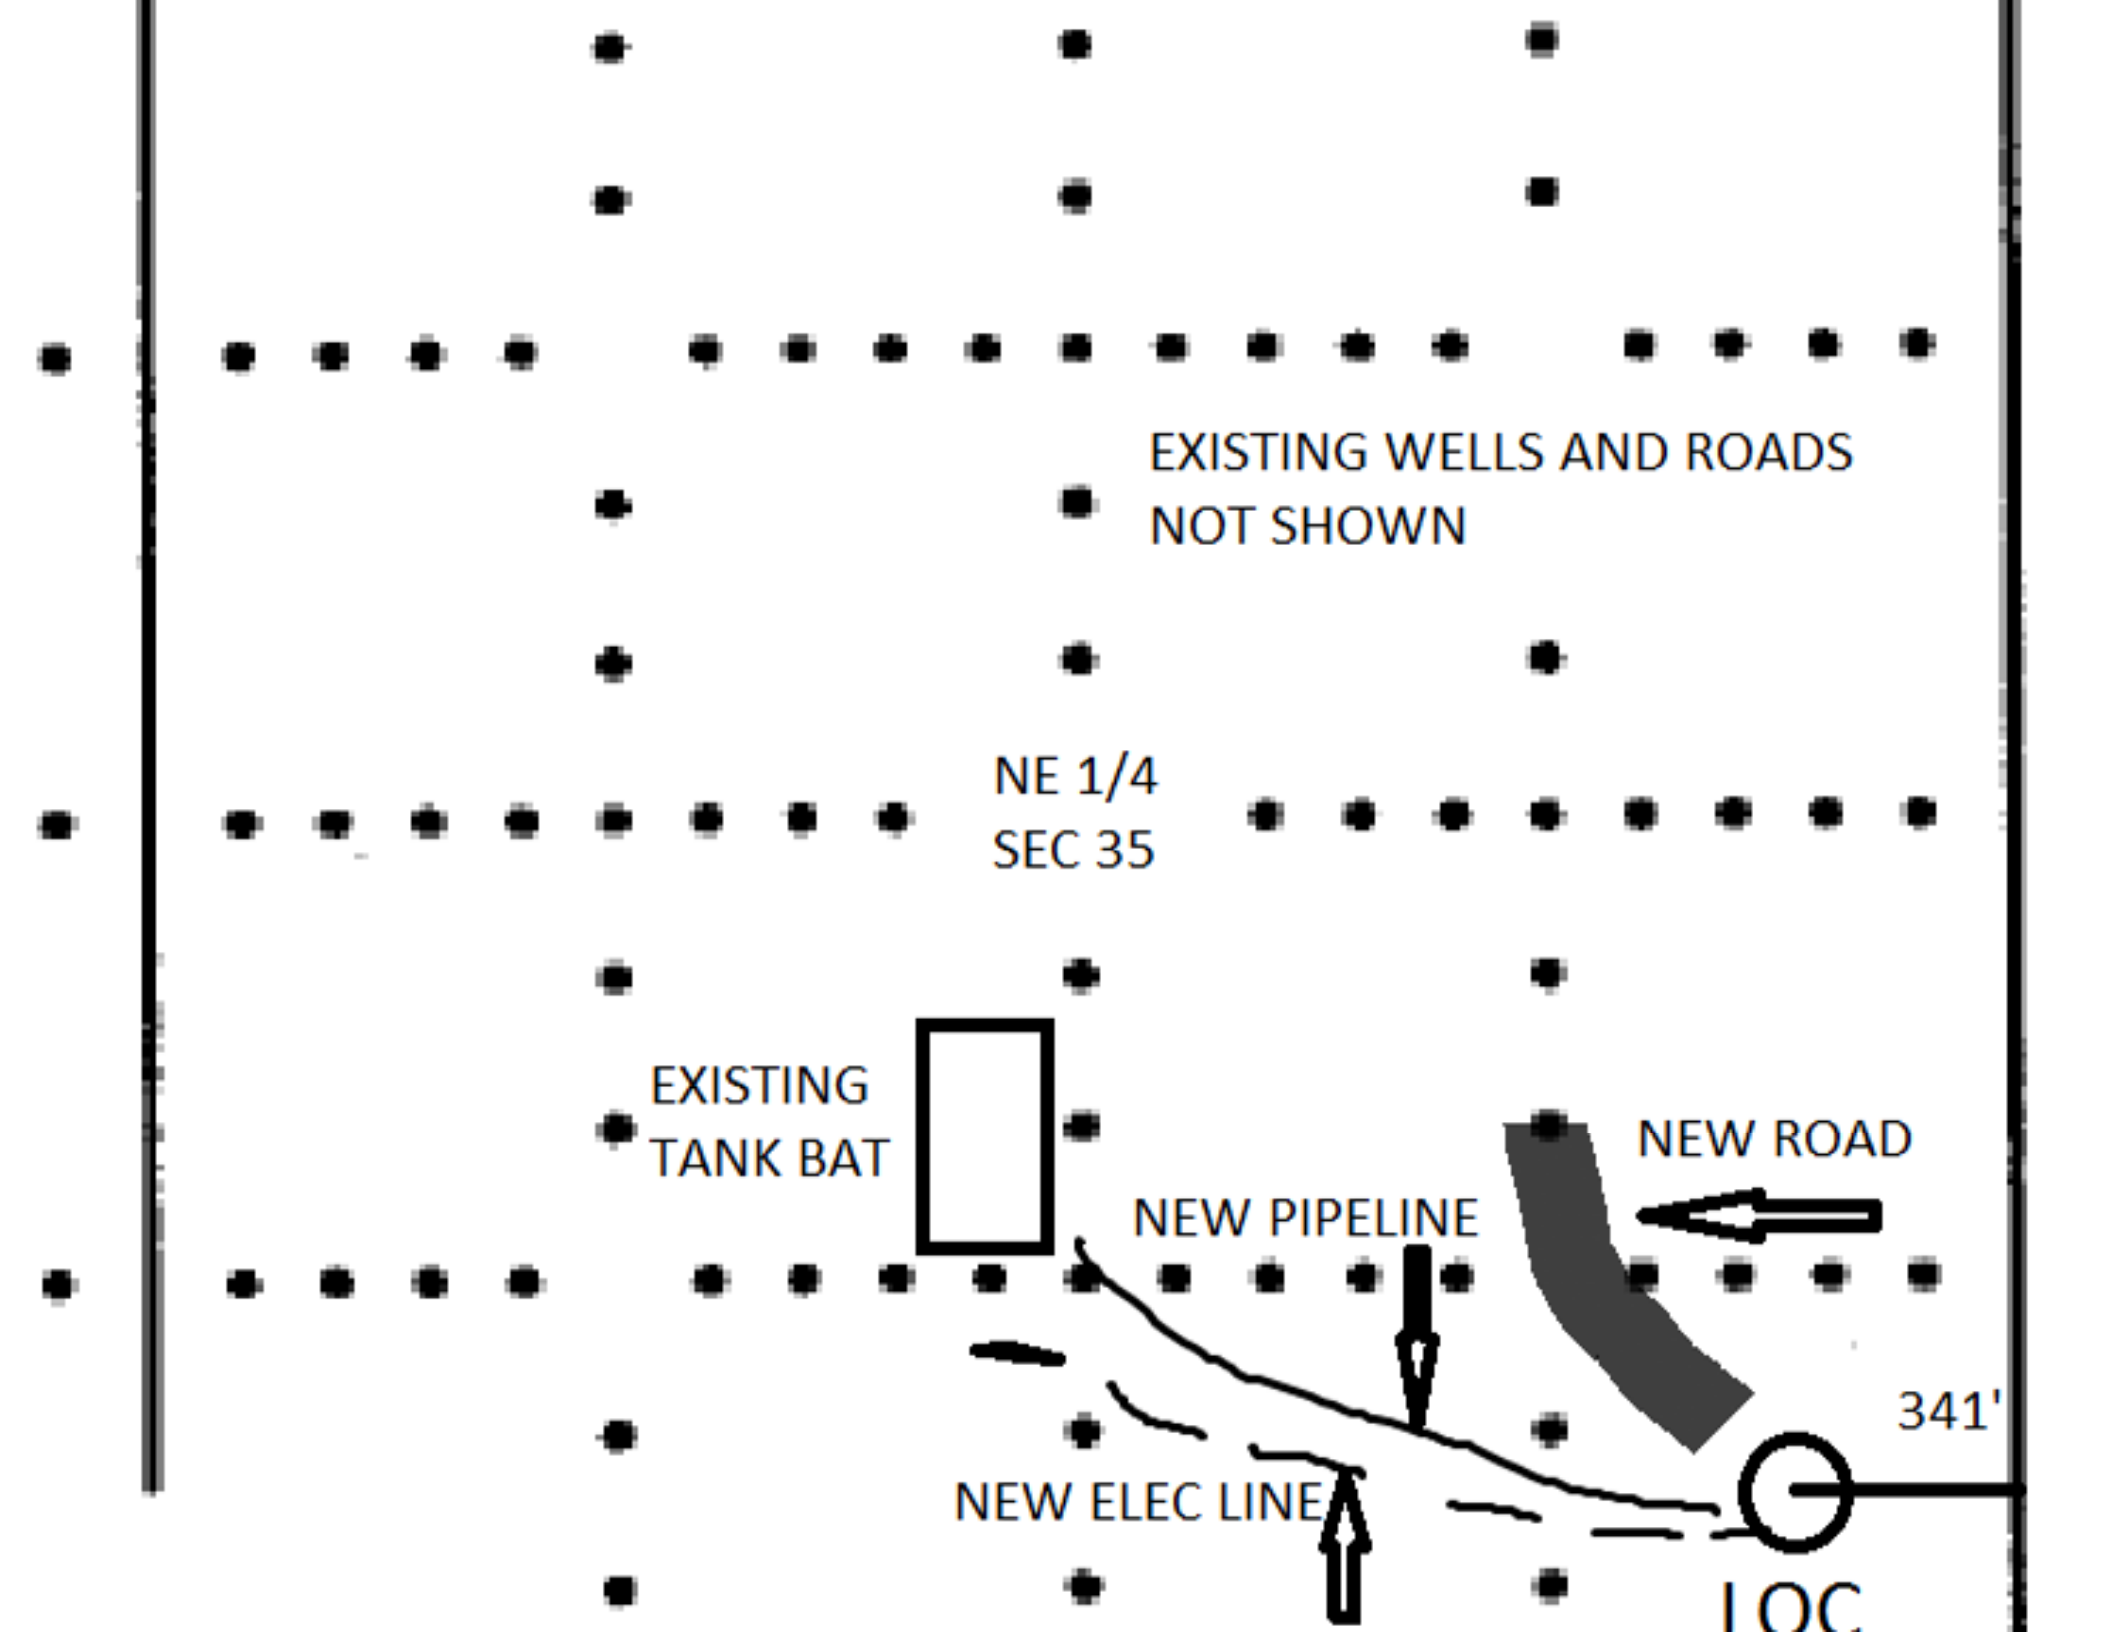 EXISTING WELLS AND ROADS
NOT SHOWN
NE 1/4
SEC 35
EXISTING
TANK BAT
NEW ROAD
NEW PIPELINE
341'
NEW ELEC LINE
LOC